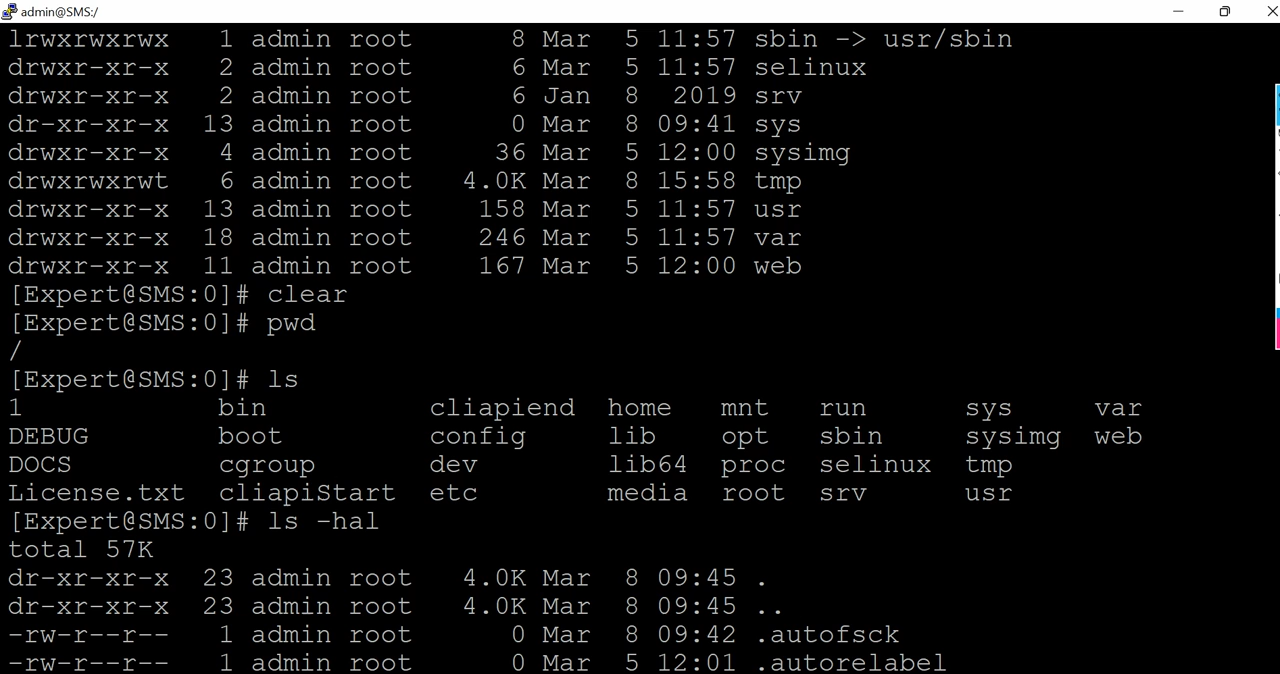 admin@SMS:/
lrwxrwxrwx   1 admin root      8 Mar  5 11:57 sbin -> usr/sbin
drwxr-xr-x   2 admin root      6 Mar  5 11:57 selinux
drwxr-xr-x   2 admin root      6 Jan  8  2019 srv
dr-xr-xr-x  13 admin root      0 Mar  8 09:41 sys
drwxr-xr-x   4 admin root     36 Mar  5 12:00 sysimg
drwxrwxrwt   6 admin root   4.0K Mar  8 15:58 tmp
drwxr-xr-x  13 admin root    158 Mar  5 11:57 usr
drwxr-xr-x  18 admin root    246 Mar  5 11:57 var
drwxr-xr-x  11 admin root    167 Mar  5 12:00 web
[Expert@SMS:0]# clear
[Expert@SMS:0]# pwd
/
[Expert@SMS:0]# ls
1            bin          cliapiend  home   mnt   run      sys     var
DEBUG        boot         config     lib    opt   sbin     sysimg  web
DOCS         cgroup       dev        lib64  proc  selinux  tmp
License.txt  cliapiStart  etc        media  root  srv      usr
[Expert@SMS:0]# ls -hal
total 57K
dr-xr-xr-x  23 admin root   4.0K Mar  8 09:45 .
dr-xr-xr-x  23 admin root   4.0K Mar  8 09:45 ..
-rw-r--r--   1 admin root      0 Mar  8 09:42 .autofsck
-rw-r--r--   1 admin root      0 Mar  5 12:01 .autorelabel